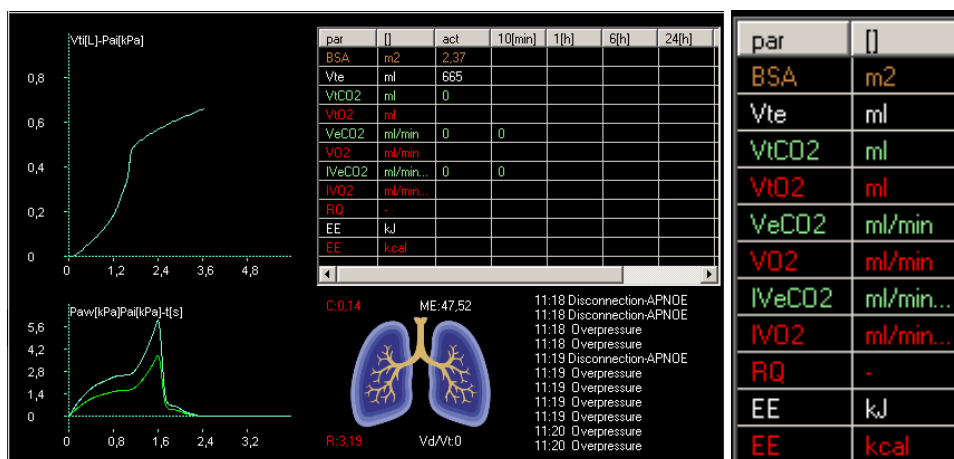 Vti[L]-Pai[kPa]
0,8
0,6
0,4
0,2
0
0 1,2 2,4 3,6 4,8
par [] act 10[min] 1[h] 6[h] 24[h]
BSA m2 2,37
Vte ml 665
VtCO2 ml 0
VtO2 ml
VeCO2 ml/min 0 0
VO2 ml/min
IVeCO2 ml/min... 0 0
IVO2 ml/min...
RQ -
EE kJ
EE kcal
Paw[kPa]Pai[kPa]-t[s]
5,6
4,2
2,8
1,4
0
0 0,8 1,6 2,4 3,2
C:0,14 ME:47,52
R:3,19 Vd/Vt:0
11:18 Disconnection-APNOE
11:18 Disconnection-APNOE
11:18 Overpressure
11:18 Overpressure
11:19 Disconnection-APNOE
11:19 Overpressure
11:19 Overpressure
11:19 Overpressure
11:19 Overpressure
11:20 Overpressure
11:20 Overpressure
par []
BSA m2
Vte ml
VtCO2 ml
VtO2 ml
VeCO2 ml/min
VO2 ml/min
IVeCO2 ml/min...
IVO2 ml/min...
RQ -
EE kJ
EE kcal